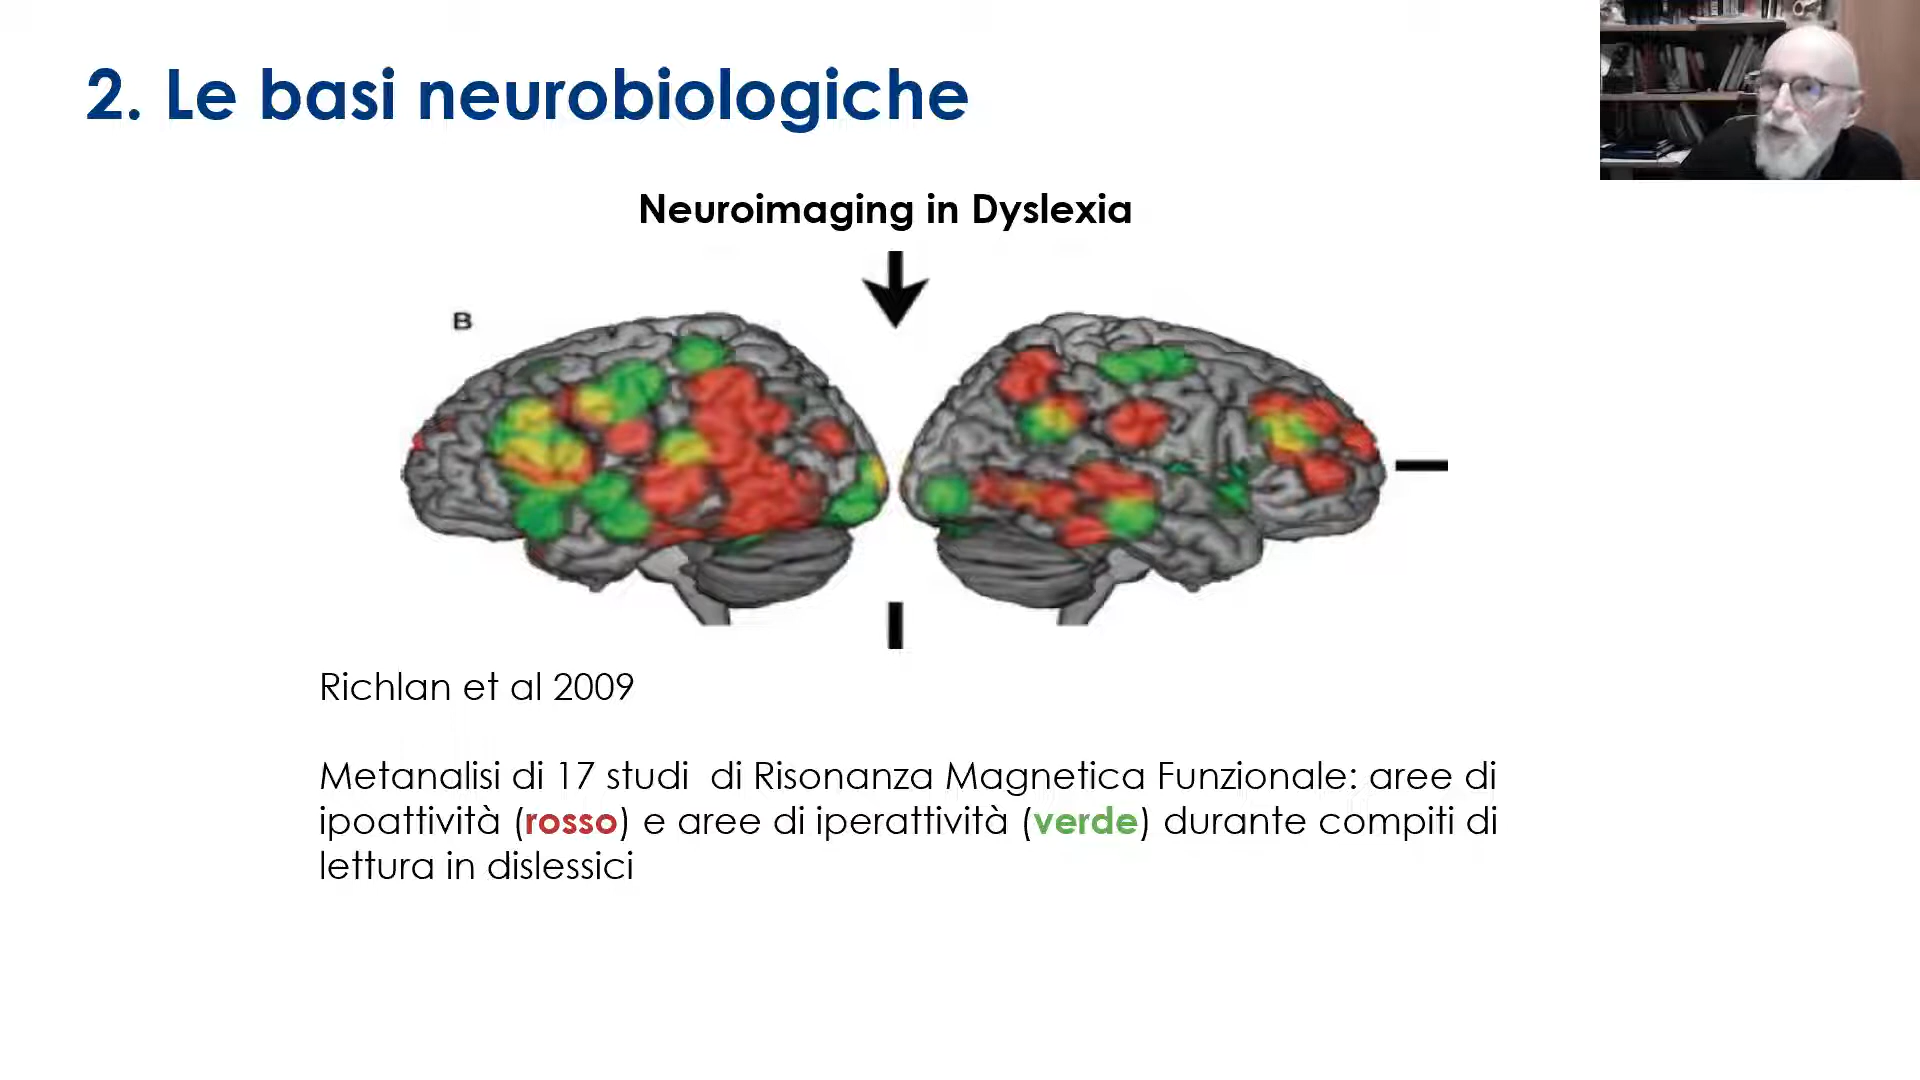 2. Le basi neurobiologiche
Neuroimaging in Dyslexia
B
Richlan et al 2009
Metanalisi di 17 studi di Risonanza Magnetica Funzionale: aree di
ipoattività (rosso) e aree di iperattività (verde) durante compiti di
lettura in dislessici